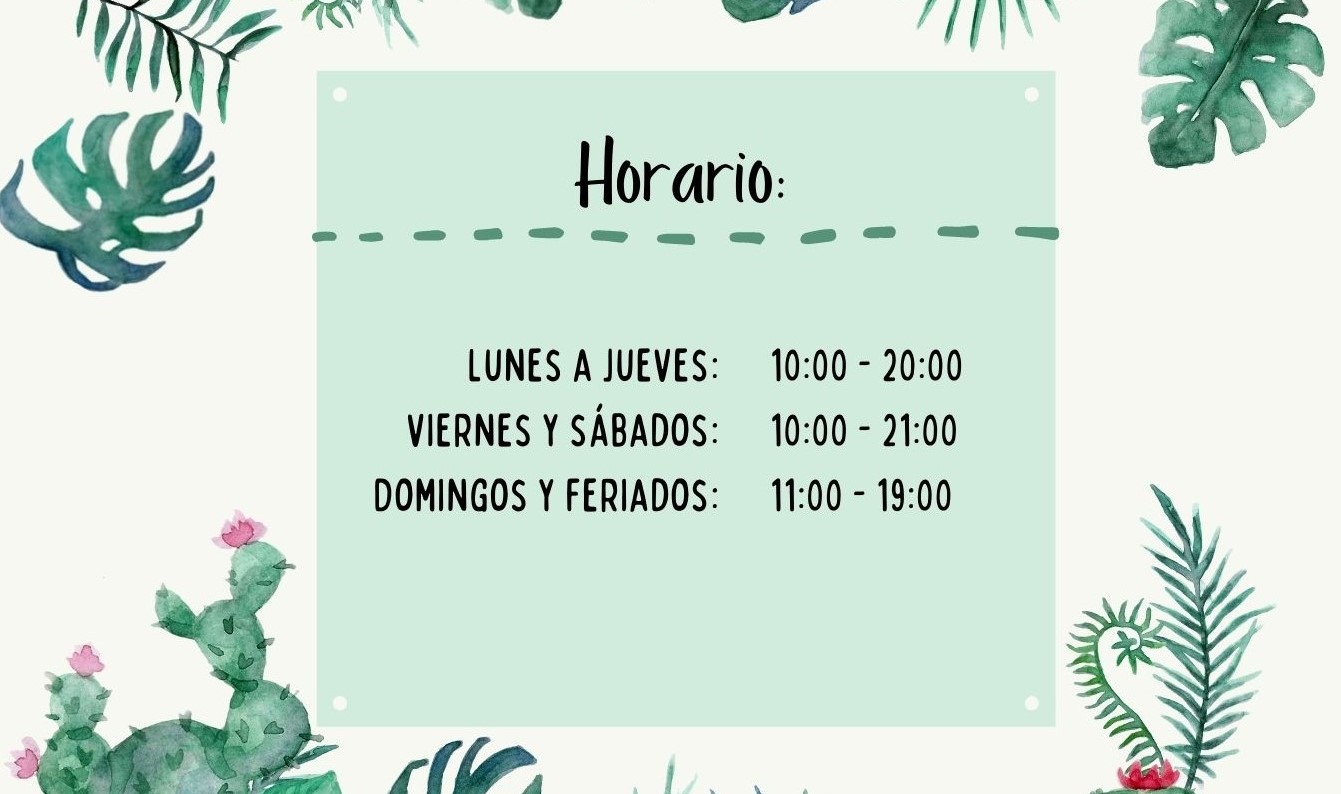 Horario:
LUNES A JUEVES: 10:00 - 20:00
VIERNES Y SÁBADOS: 10:00 - 21:00
DOMINGOS Y FERIADOS: 11:00 - 19:00